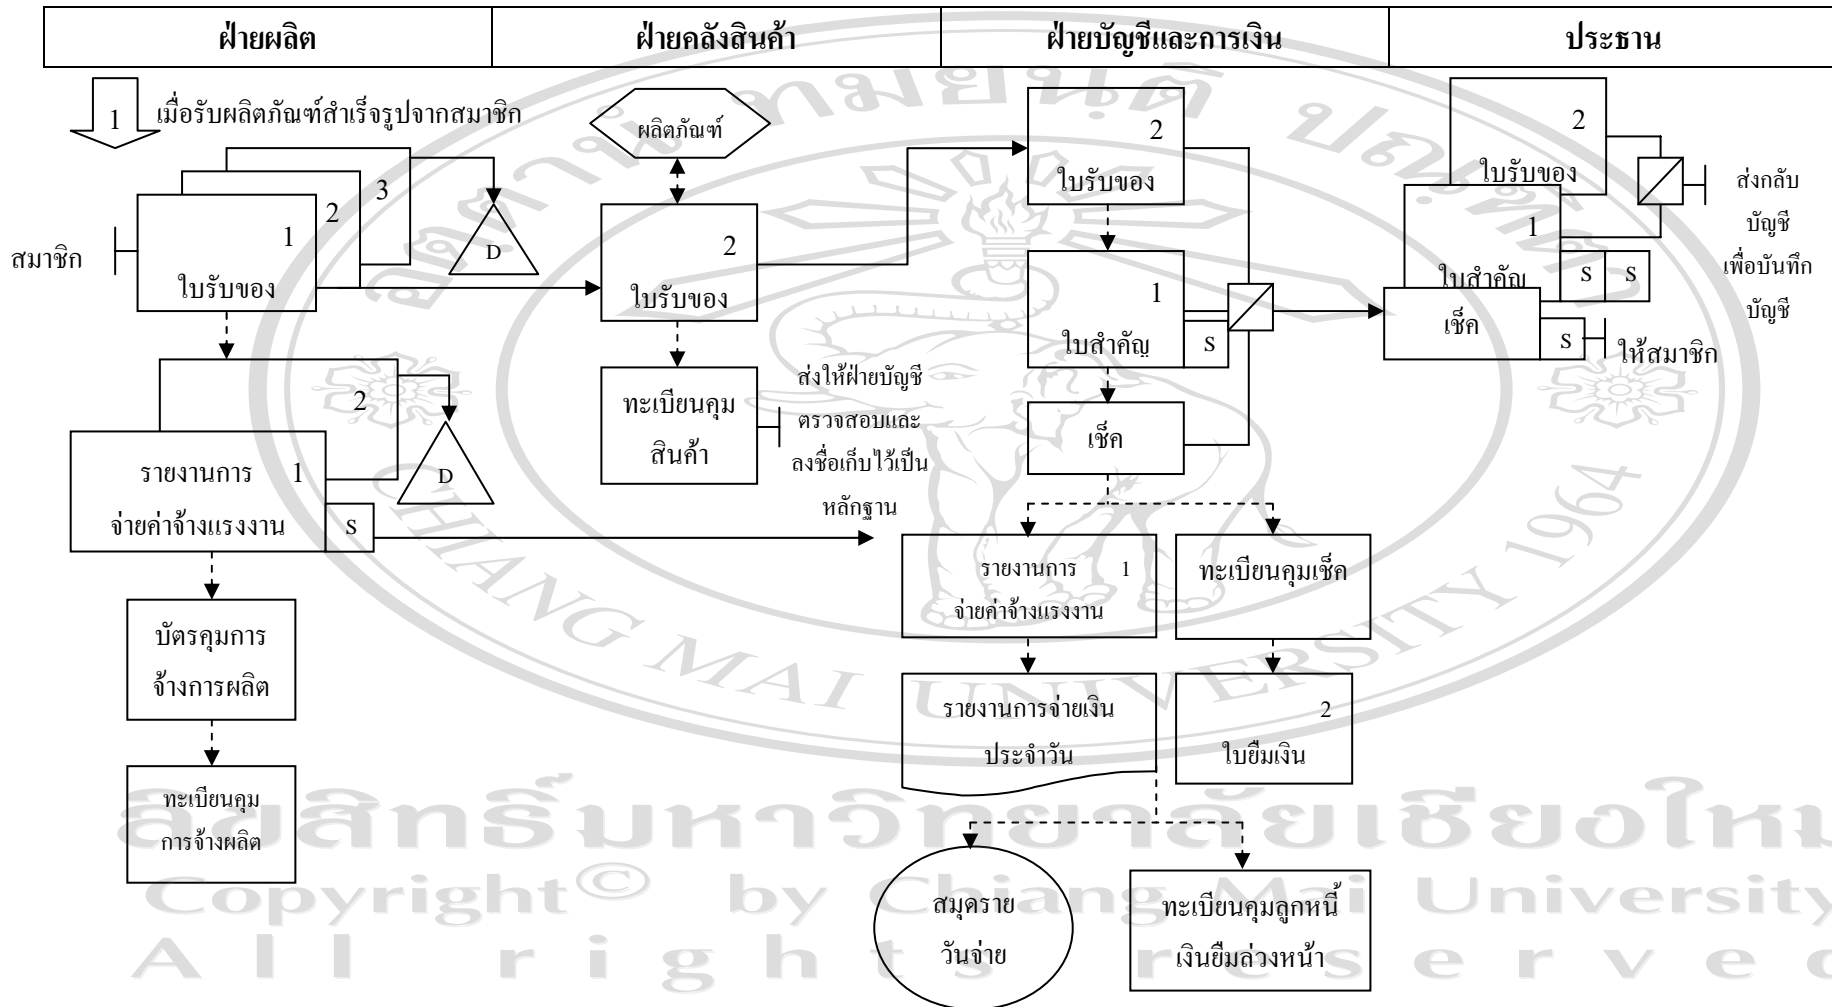 ฝ่ายผลิต
ฝ่ายคลังสินค้า
ฝ่ายบัญชีและการเงิน
ประธาน
1
เมื่อรับผลิตภัณฑ์สำเร็จรูปจากสมาชิก
3
2
1
ใบรับของ
สมาชิก
D
2
1
รายงานการ
จ่ายค่าจ้างแรงงาน
S
D
บัตรคุมการ
จ้างการผลิต
ทะเบียนคุม
การจ้างผลิต
ผลิตภัณฑ์
2
ใบรับของ
ทะเบียนคุม
สินค้า
ส่งให้ฝ่ายบัญชี
ตรวจสอบและ
ลงชื่อเก็บไว้เป็น
หลักฐาน
2
ใบรับของ
1
ใบสำคัญ
S
เช็ค
รายงานการ 1
จ่ายค่าจ้างแรงงาน
ทะเบียนคุมเช็ค
รายงานการจ่ายเงิน
ประจำวัน
2
ใบยืมเงิน
สมุดราย
วันจ่าย
ทะเบียนคุมลูกหนี้
เงินยืมล่วงหน้า
2
ใบรับของ
1
ใบสำคัญ
S S
เช็ค
S
ให้สมาชิก
ส่งกลับ
บัญชี
เพื่อบันทึก
บัญชี
CHIANG MAI UNIVERSITY 1964
ลิขสิทธิ์มหาวิทยาลัยเชียงใหม
Copyright© by Chiang Mai University
All rights reserve